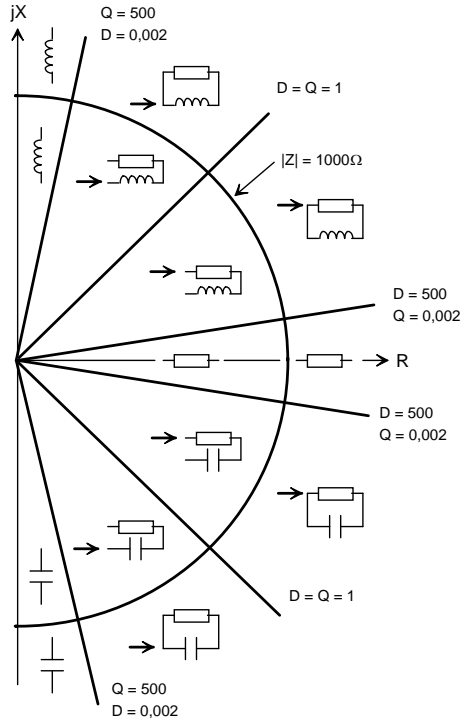 jX
Q = 500
D = 0,002
D = Q = 1
|Z| = 1000Ω
D = 500
Q = 0,002
R
D = 500
Q = 0,002
D = Q = 1
Q = 500
D = 0,002